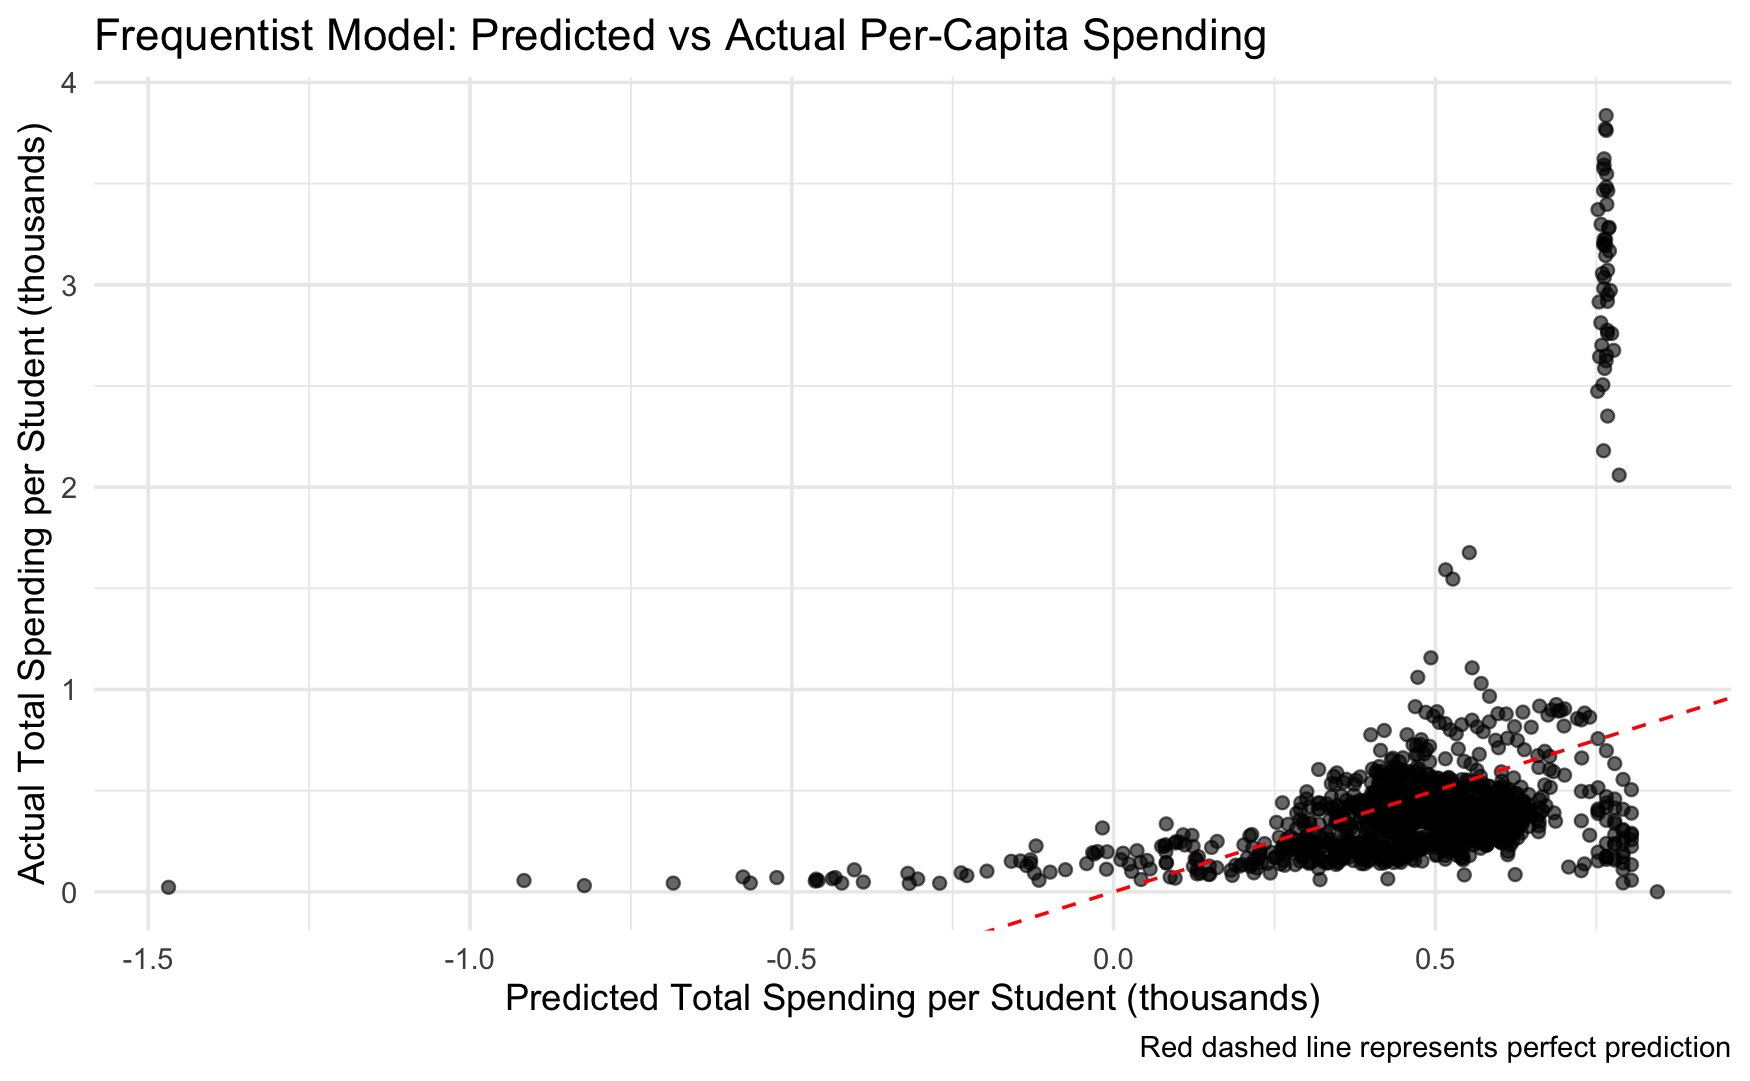 Frequentist Model: Predicted vs Actual Per-Capita Spending
Actual Total Spending per Student (thousands)
4
3
2
1
0
-1.5 -1.0 -0.5 0.0 0.5
Predicted Total Spending per Student (thousands)
Red dashed line represents perfect prediction